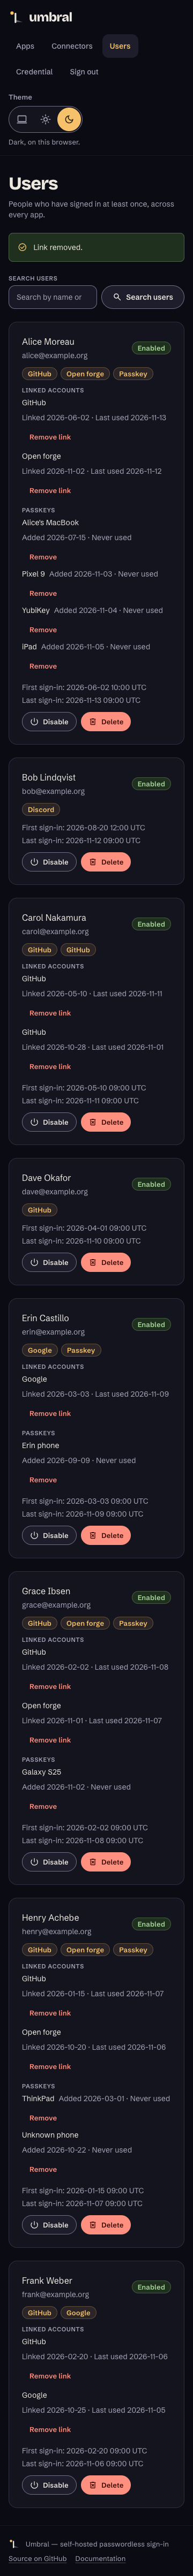 umbral
Apps Connectors Users
Credential Sign out
Theme
Dark, on this browser.
Users
People who have signed in at least once, across
every app.
Link removed.
SEARCH USERS
Search by name or
Search users
Alice Moreau
Enabled
alice@example.org
GitHub Open forge Passkey
LINKED ACCOUNTS
GitHub
Linked 2026-06-02 · Last used 2026-11-13
Remove link
Open forge
Linked 2026-11-02 · Last used 2026-11-12
Remove link
PASSKEYS
Alice's MacBook
Added 2026-07-15 · Never used
Remove
Pixel 9 Added 2026-11-03 · Never used
Remove
YubiKey Added 2026-11-04 · Never used
Remove
iPad Added 2026-11-05 · Never used
Remove
First sign-in: 2026-06-02 10:00 UTC
Last sign-in: 2026-11-13 09:00 UTC
Disable Delete
Bob Lindqvist
Enabled
bob@example.org
Discord
First sign-in: 2026-08-20 12:00 UTC
Last sign-in: 2026-11-12 09:00 UTC
Disable Delete
Carol Nakamura
Enabled
carol@example.org
GitHub GitHub
LINKED ACCOUNTS
GitHub
Linked 2026-05-10 · Last used 2026-11-11
Remove link
GitHub
Linked 2026-10-28 · Last used 2026-11-01
Remove link
First sign-in: 2026-05-10 09:00 UTC
Last sign-in: 2026-11-11 09:00 UTC
Disable Delete
Dave Okafor
Enabled
dave@example.org
GitHub
First sign-in: 2026-04-01 09:00 UTC
Last sign-in: 2026-11-10 09:00 UTC
Disable Delete
Erin Castillo
Enabled
erin@example.org
Google Passkey
LINKED ACCOUNTS
Google
Linked 2026-03-03 · Last used 2026-11-09
Remove link
PASSKEYS
Erin phone
Added 2026-09-09 · Never used
Remove
First sign-in: 2026-03-03 09:00 UTC
Last sign-in: 2026-11-09 09:00 UTC
Disable Delete
Grace Ibsen
Enabled
grace@example.org
GitHub Open forge Passkey
LINKED ACCOUNTS
GitHub
Linked 2026-02-02 · Last used 2026-11-08
Remove link
Open forge
Linked 2026-11-01 · Last used 2026-11-07
Remove link
PASSKEYS
Galaxy S25
Added 2026-11-02 · Never used
Remove
First sign-in: 2026-02-02 09:00 UTC
Last sign-in: 2026-11-08 09:00 UTC
Disable Delete
Henry Achebe
Enabled
henry@example.org
GitHub Open forge Passkey
LINKED ACCOUNTS
GitHub
Linked 2026-01-15 · Last used 2026-11-07
Remove link
Open forge
Linked 2026-10-20 · Last used 2026-11-06
Remove link
PASSKEYS
ThinkPad Added 2026-03-01 · Never used
Remove
Unknown phone
Added 2026-10-22 · Never used
Remove
First sign-in: 2026-01-15 09:00 UTC
Last sign-in: 2026-11-07 09:00 UTC
Disable Delete
Frank Weber
Enabled
frank@example.org
GitHub Google
LINKED ACCOUNTS
GitHub
Linked 2026-02-20 · Last used 2026-11-06
Remove link
Google
Linked 2026-10-25 · Last used 2026-11-05
Remove link
First sign-in: 2026-02-20 09:00 UTC
Last sign-in: 2026-11-06 09:00 UTC
Disable Delete
Umbral — self-hosted passwordless sign-in
Source on GitHub Documentation